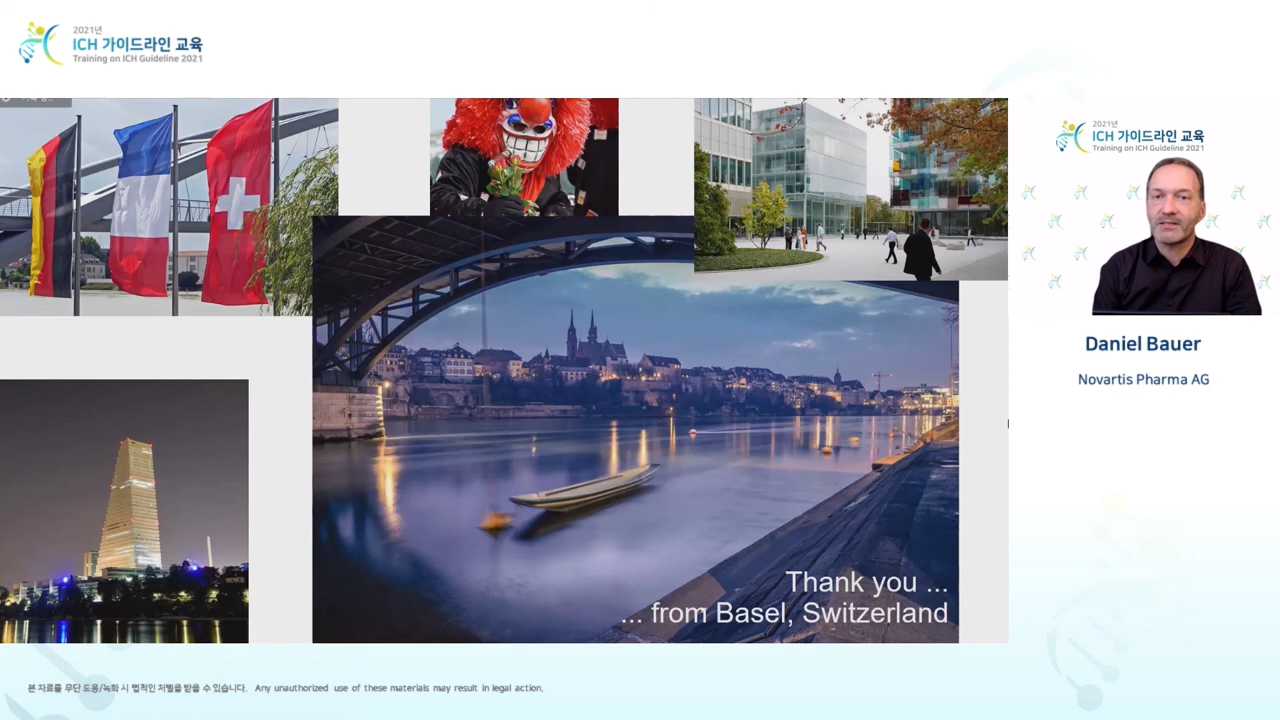 2021년
ICH 가이드라인 교육
Training on ICH Guideline 2021
2021년
ICH 가이드라인 교육
Training on ICH Guideline 2021
Daniel Bauer
Novartis Pharma AG
Thank you ...
... from Basel, Switzerland
본 자료를 무단 도용/녹화 시 법적인 처벌을 받을 수 있습니다. Any unauthorized use of these materials may result in legal action.